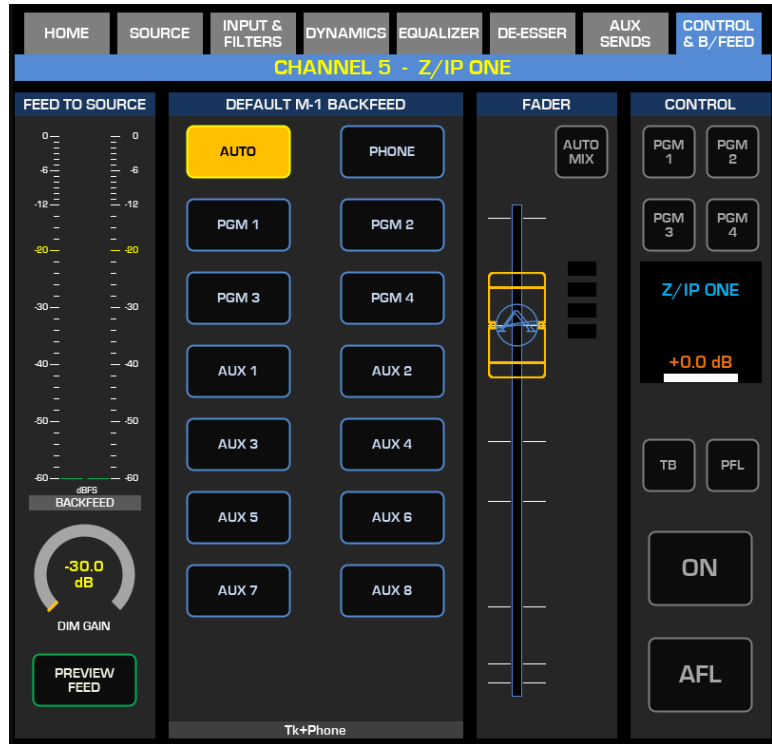 HOME
SOURCE
INPUT &
FILTERS
DYNAMICS
EQUALIZER
DE-ESSER
AUX
SENDS
CONTROL
& B/FEED
CHANNEL 5 - Z/IP ONE
FEED TO SOURCE
0 0
-6 -6
-12 -12
-20 -20
-30 -30
-40 -40
-50 -50
-60 -60
dBFS
BACKFEED
-30.0
dB
DIM GAIN
PREVIEW
FEED
DEFAULT M-1 BACKFEED
AUTO
PHONE
PGM 1
PGM 2
PGM 3
PGM 4
AUX 1
AUX 2
AUX 3
AUX 4
AUX 5
AUX 6
AUX 7
AUX 8
Tk+Phone
FADER
AUTO
MIX
CONTROL
PGM
1
PGM
2
PGM
3
PGM
4
Z/IP ONE
+0.0 dB
TB
PFL
ON
AFL